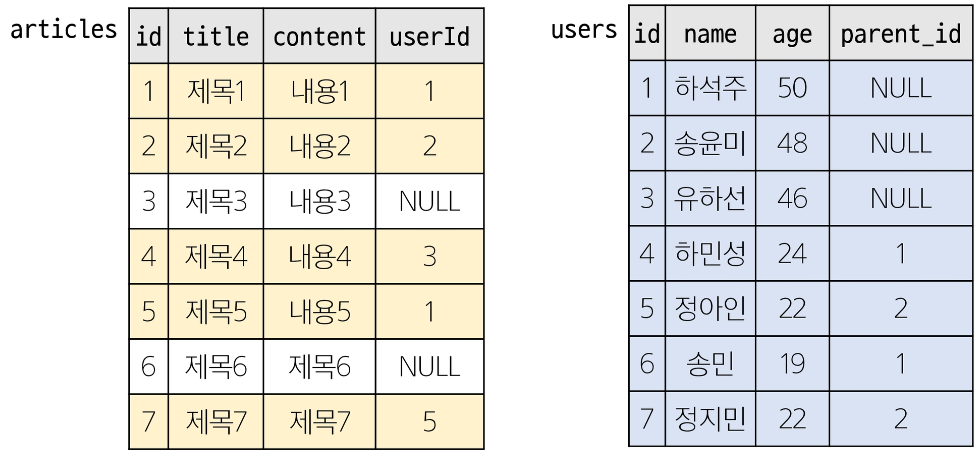 articles
id title content userId
1 제목1 내용1 1
2 제목2 내용2 2
3 제목3 내용3 NULL
4 제목4 내용4 3
5 제목5 내용5 1
6 제목6 제목6 NULL
7 제목7 제목7 5
users
id name age parent_id
1 하석주 50 NULL
2 송윤미 48 NULL
3 유하선 46 NULL
4 하민성 24 1
5 정아인 22 2
6 송민 19 1
7 정지민 22 2